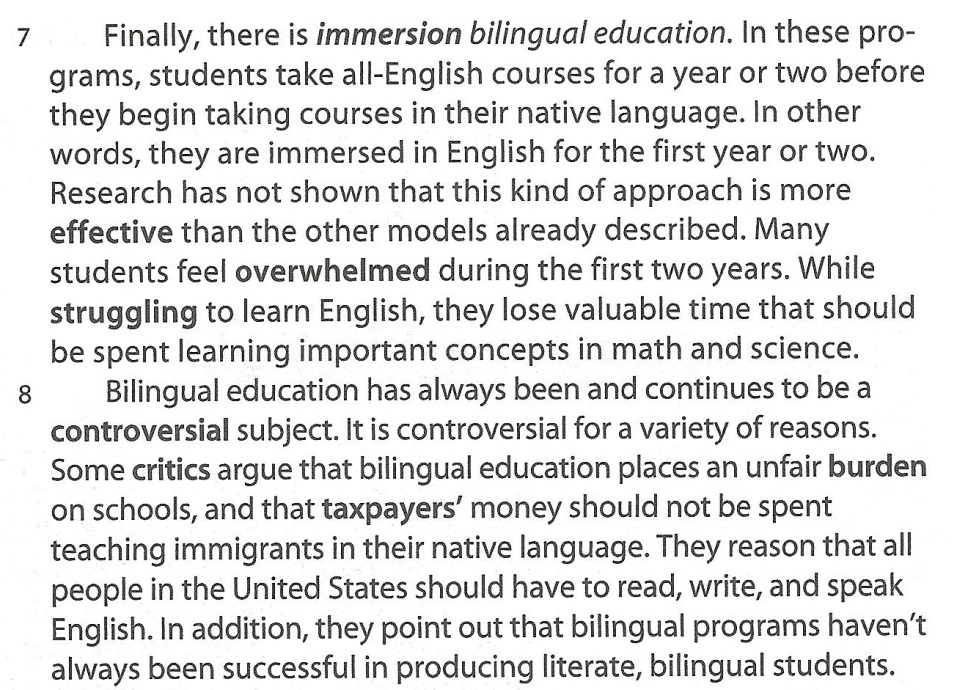 7 Finally, there is immersion bilingual education. In these pro-
grams, students take all-English courses for a year or two before
they begin taking courses in their native language. In other
words, they are immersed in English for the first year or two.
Research has not shown that this kind of approach is more
effective than the other models already described. Many
students feel overwhelmed during the first two years. While
struggling to learn English, they lose valuable time that should
be spent learning important concepts in math and science.
8 Bilingual education has always been and continues to be a
controversial subject. It is controversial for a variety of reasons.
Some critics argue that bilingual education places an unfair burden
on schools, and that taxpayers’ money should not be spent
teaching immigrants in their native language. They reason that all
people in the United States should have to read, write, and speak
English. In addition, they point out that bilingual programs haven’t
always been successful in producing literate, bilingual students.